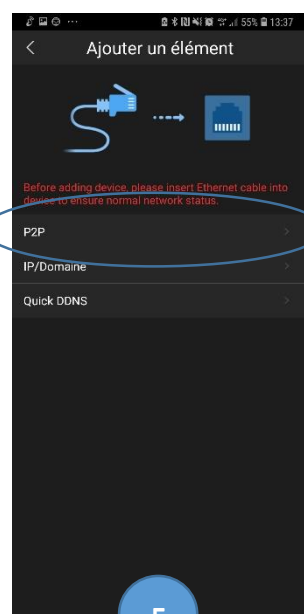 55% 13:37
Ajouter un élément
Before adding device, please insert Ethernet cable into
device to ensure normal network status.
P2P
IP/Domaine
Quick DDNS